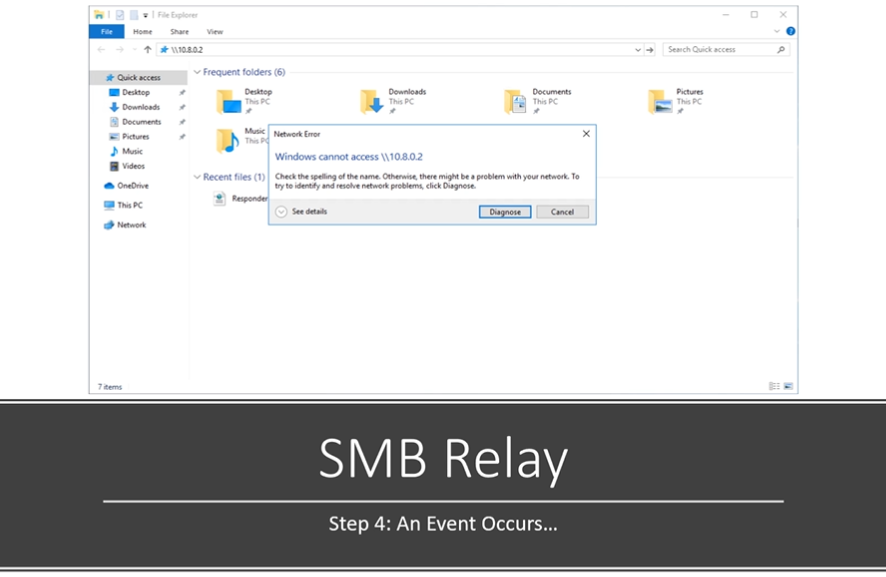 File Explorer
File Home Share View
\\10.8.0.2
Search Quick access
Quick access
Desktop
Downloads
Documents
Pictures
Music
Videos
OneDrive
This PC
Network
Frequent folders (6)
Desktop
This PC
Downloads
This PC
Documents
This PC
Pictures
This PC
Music
This PC
Recent files (1)
Responder
Network Error
Windows cannot access \\10.8.0.2
Check the spelling of the name. Otherwise, there might be a problem with your network. To
try to identify and resolve network problems, click Diagnose.
See details
Diagnose
Cancel
7 items
SMB Relay
Step 4: An Event Occurs...